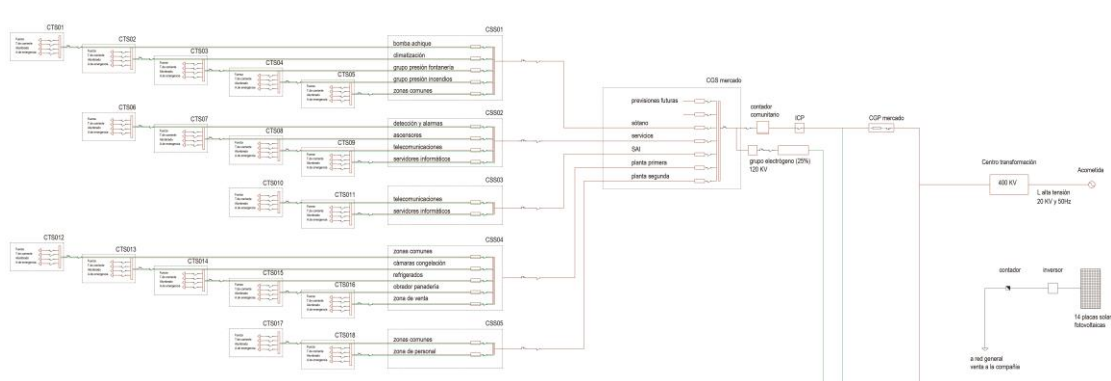 CTS01
CTS02
CTS03
CTS04
CTS05
CSS01
bomba achique
climatización
grupo presión fontanería
grupo presión incendios
zonas comunes
CTS06
CTS07
CTS08
CTS09
CSS02
detección y alarmas
ascensores
telecomunicaciones
servidores informáticos
CTS010
CTS011
CSS03
telecomunicaciones
servidores informáticos
CTS012
CTS013
CTS014
CTS015
CTS016
CSS04
zonas comunes
cámaras congelación
refrigerados
obrador panadería
zona de venta
CTS017
CTS018
CSS05
zonas comunes
zona de personal
CGS mercado
previsiones futuras
sótano
servicios
SAI
planta primera
planta segunda
contador
comunitario
ICP
CGP mercado
grupo electrógeno (25%)
120 KV
Centro transformación
400 KV
Acometida
L alta tensión
20 KV y 50Hz
contador
inversor
14 placas solares
fotovoltaicas
a red general
venta a la compañía